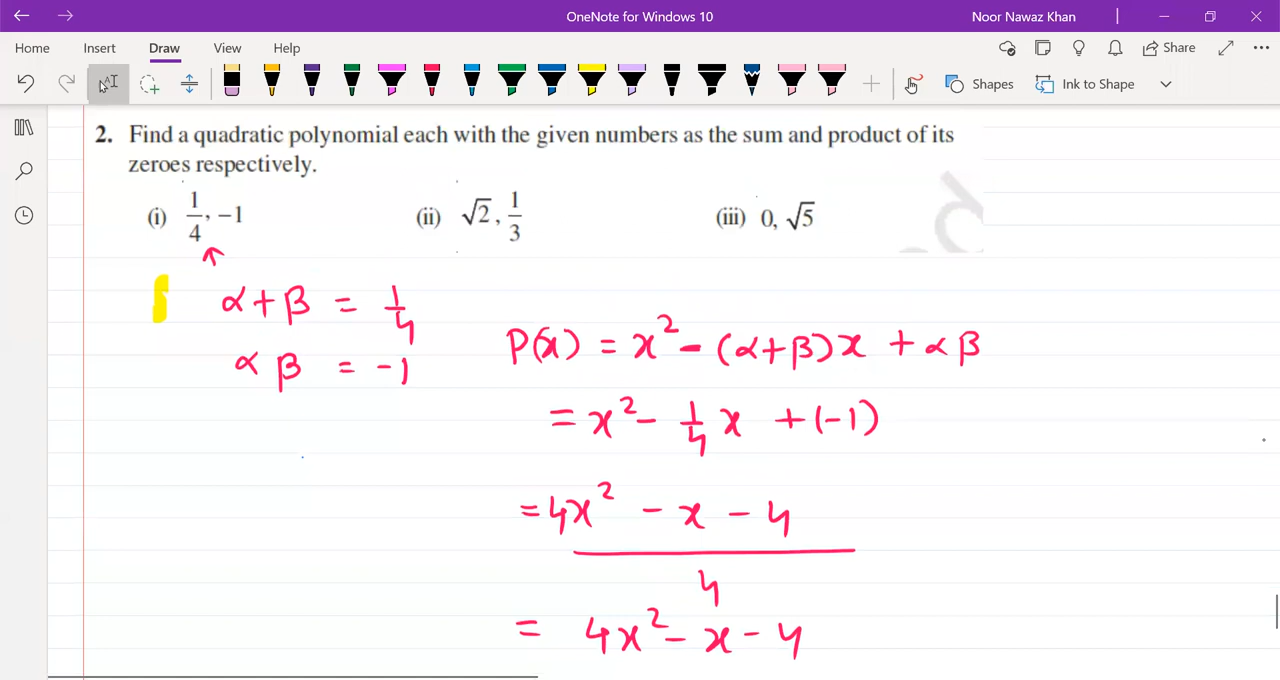 OneNote for Windows 10
Noor Nawaz Khan
Home Insert Draw View Help
Share
Shapes
Ink to Shape
2. Find a quadratic polynomial each with the given numbers as the sum and product of its
zeroes respectively.
(i) 1/4, -1 (ii) √2, 1/3 (iii) 0, √5
α + β = 1/4
α β = -1
P(x) = x² - (α+β)x + α β
= x² - 1/4 x + (-1)
= 4x² - x - 4
4
= 4x² - x - 4